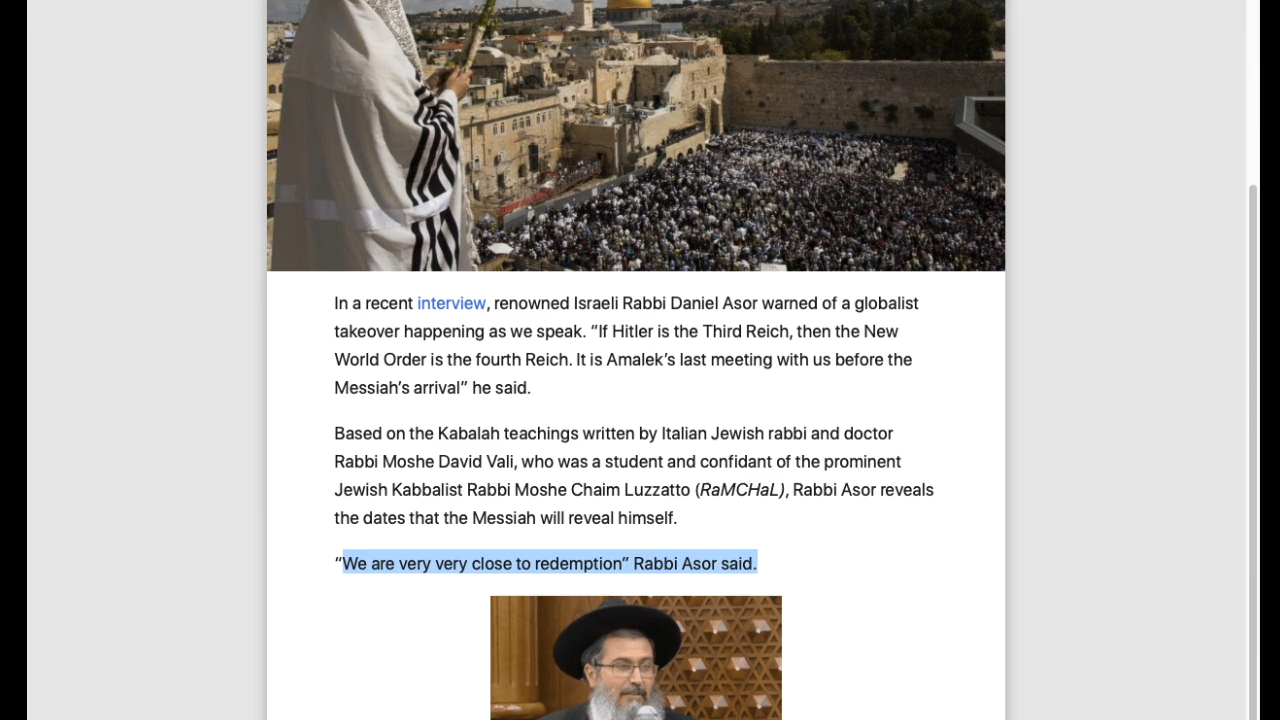 In a recent interview, renowned Israeli Rabbi Daniel Asor warned of a globalist
takeover happening as we speak. “If Hitler is the Third Reich, then the New
World Order is the fourth Reich. It is Amalek’s last meeting with us before the
Messiah’s arrival” he said.
Based on the Kabalah teachings written by Italian Jewish rabbi and doctor
Rabbi Moshe David Vali, who was a student and confidant of the prominent
Jewish Kabbalist Rabbi Moshe Chaim Luzzatto (RaMCHaL), Rabbi Asor reveals
the dates that the Messiah will reveal himself.
“We are very very close to redemption” Rabbi Asor said.